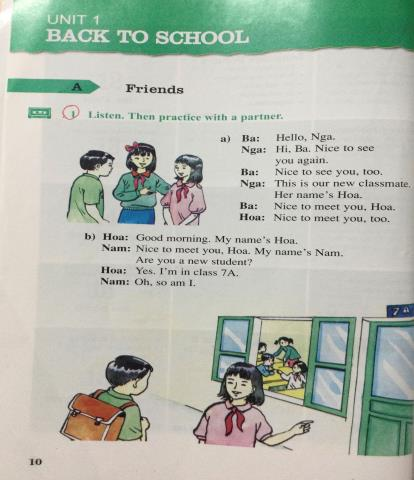 UNIT 1
BACK TO SCHOOL
A Friends
1 Listen. Then practice with a partner.
a) Ba: Hello, Nga.
Nga: Hi, Ba. Nice to see
you again.
Ba: Nice to see you, too.
Nga: This is our new classmate.
Her name's Hoa.
Ba: Nice to meet you, Hoa.
Hoa: Nice to meet you, too.
b) Hoa: Good morning. My name's Hoa.
Nam: Nice to meet you, Hoa. My name's Nam.
Are you a new student?
Hoa: Yes. I'm in class 7A.
Nam: Oh, so am I.
7A
10